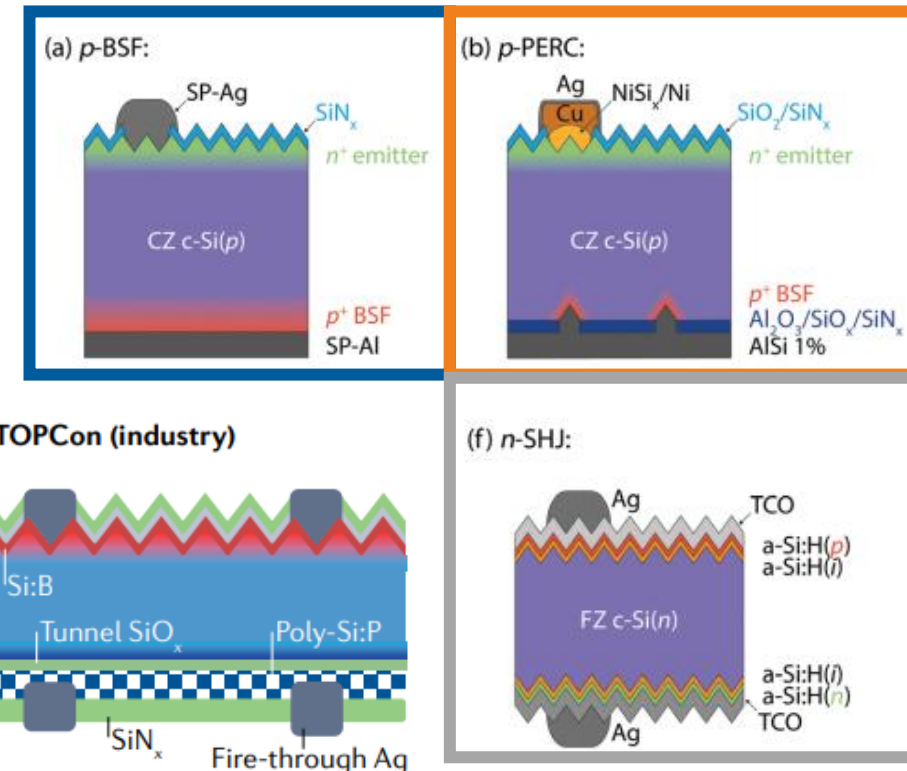 (a) p-BSF:
SP-Ag
SiNₓ
n⁺ emitter
CZ c-Si(p)
p⁺ BSF
SP-Al
(b) p-PERC:
Ag
NiSiₓ/Ni
Cu
SiO₂/SiNₓ
n⁺ emitter
CZ c-Si(p)
p⁺ BSF
Al₂O₃/SiOₓ/SiNₓ
AlSi 1%
TOPCon (industry)
Si:B
Tunnel SiOₓ
Poly-Si:P
SiNₓ
Fire-through Ag
(f) n-SHJ:
Ag
TCO
a-Si:H(p)
a-Si:H(i)
FZ c-Si(n)
a-Si:H(i)
a-Si:H(n)
TCO
Ag